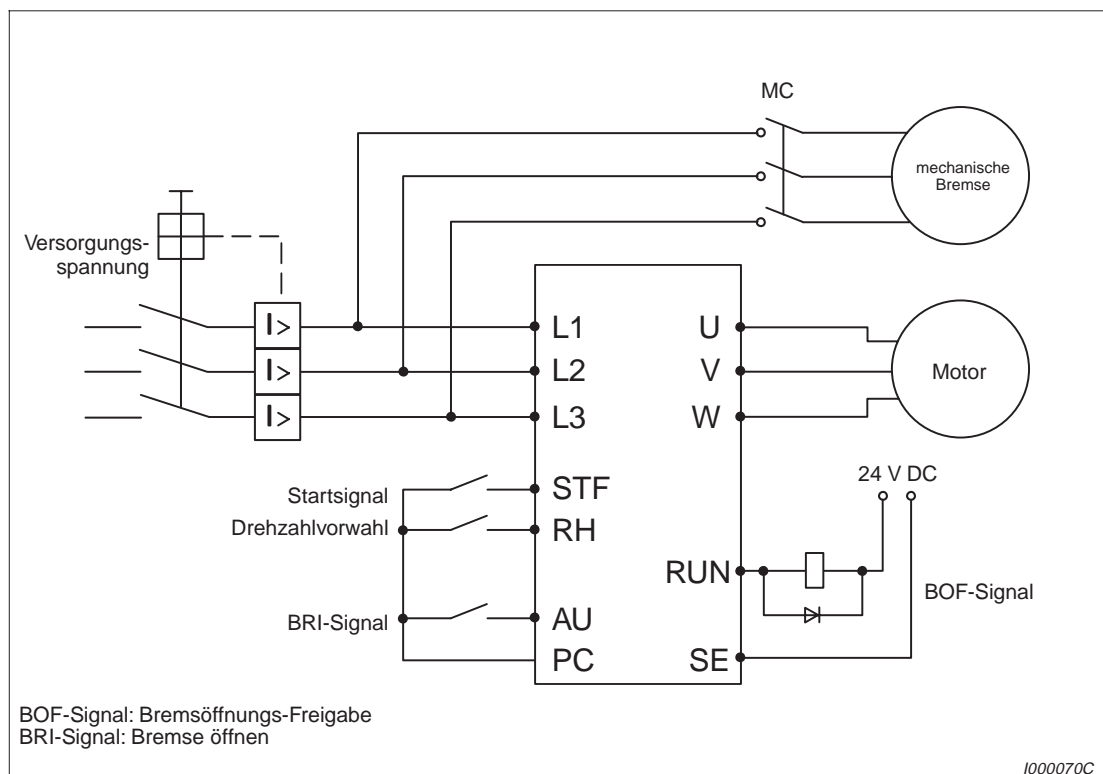 MC
mechanische
Bremse
Versorgungs-
spannung
I>
I>
I>
L1
L2
L3
U
V
W
Motor
24 V DC
Startsignal
Drehzahlvorwahl
BRI-Signal
STF
RH
AU
PC
RUN
SE
BOF-Signal
BOF-Signal: Bremsöffnungs-Freigabe
BRI-Signal: Bremse öffnen
I000070C